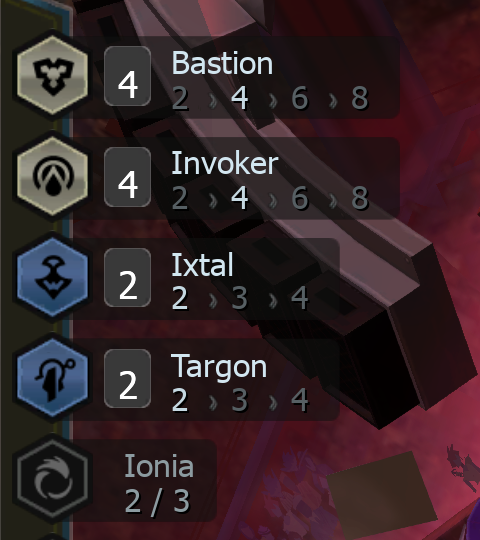 4
Bastion
2 › 4 › 6 › 8
4
Invoker
2 › 4 › 6 › 8
2
Ixtal
2 › 3 › 4
2
Targon
2 › 3 › 4
Ionia
2 / 3